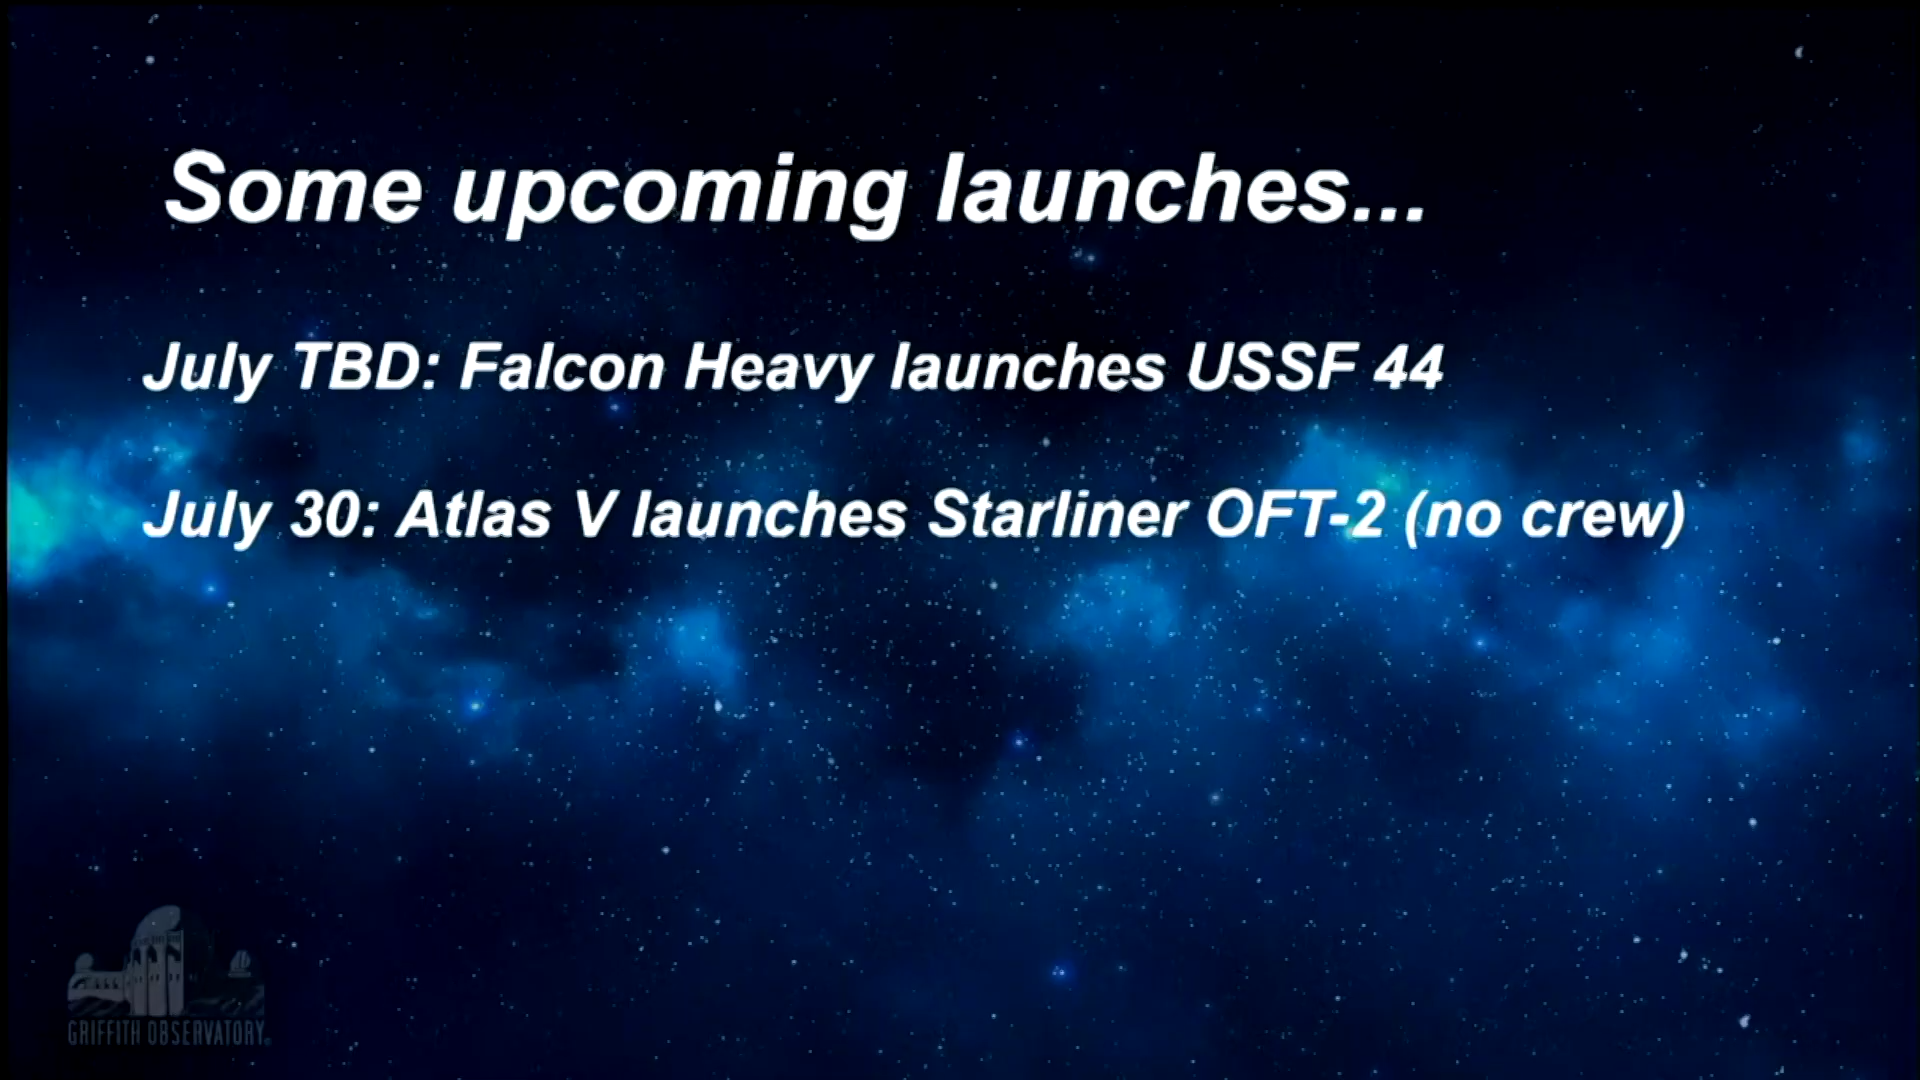 Some upcoming launches...
July TBD: Falcon Heavy launches USSF 44
July 30: Atlas V launches Starliner OFT-2 (no crew)
GRIFFITH OBSERVATORY